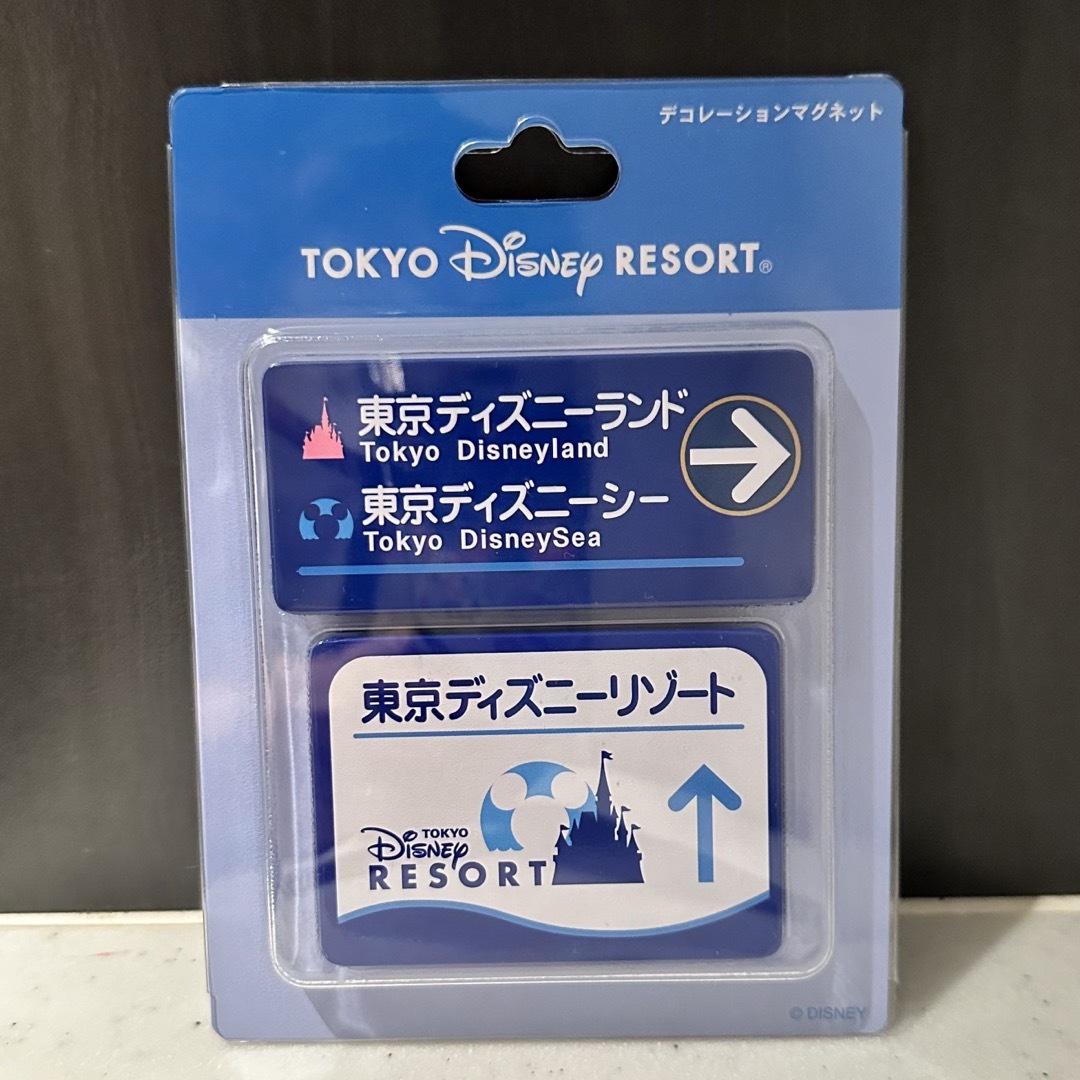 デコレーションマグネット
TOKYO Disney RESORT®
東京ディズニーランド
Tokyo Disneyland
東京ディズニーシー
Tokyo DisneySea
東京ディズニーリゾート
TOKYO
Disney
RESORT
© DISNEY